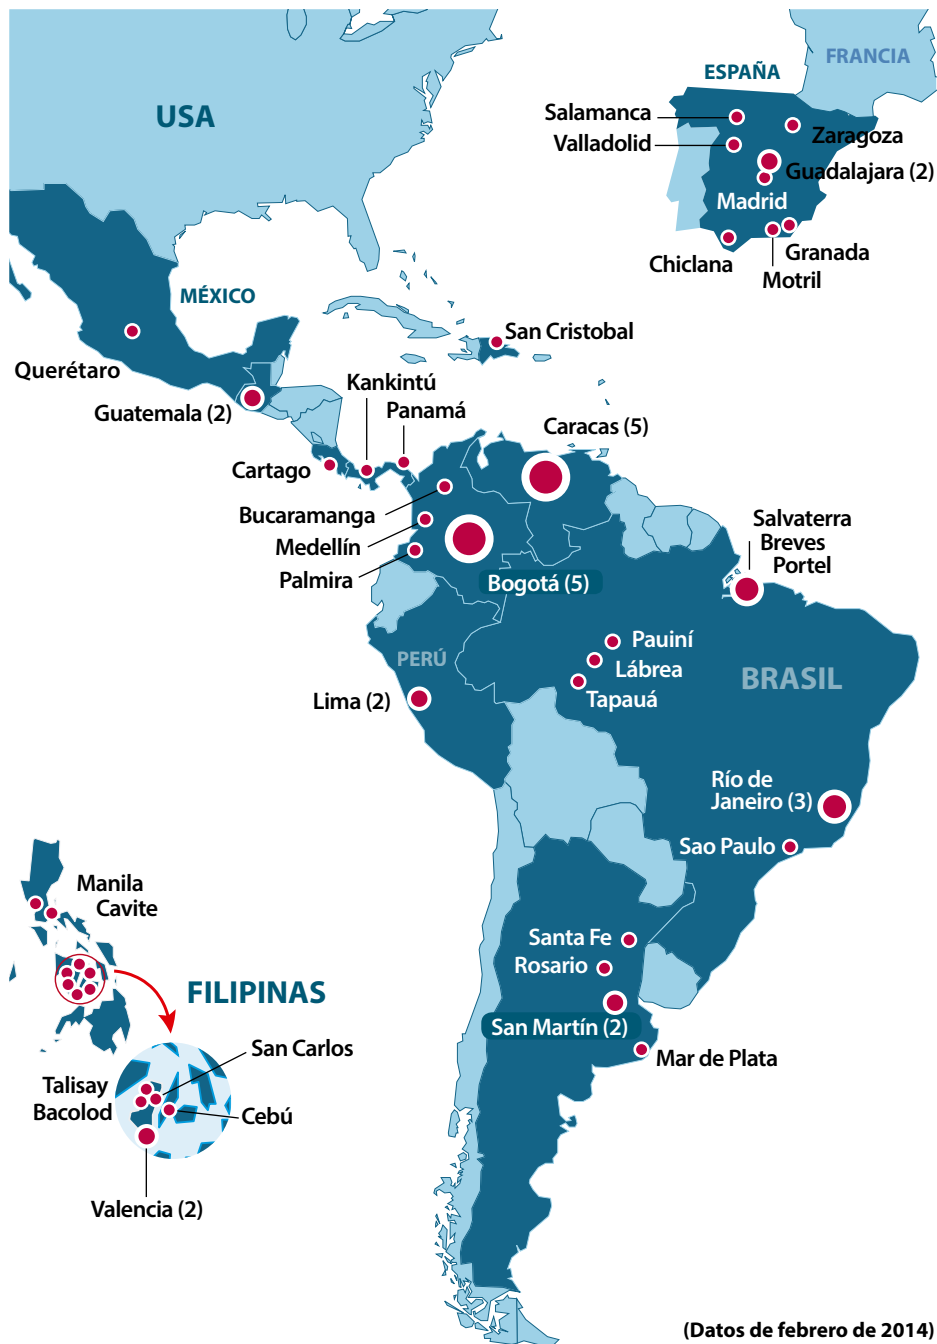 FRANCIA
ESPAÑA
USA
Salamanca
Zaragoza
Valladolid
Guadalajara (2)
Madrid
Granada
Chiclana
Motril
MÉXICO
San Cristobal
Querétaro
Kankintú
Guatemala (2)
Panamá
Caracas (5)
Cartago
Bucaramanga
Medellín
Palmira
Bogotá (5)
Salvaterra
Breves
Portel
Pauiní
Lábrea
Tapauá
PERÚ
BRASIL
Lima (2)
Río de
Janeiro (3)
Sao Paulo
Manila
Cavite
Santa Fe
Rosario
FILIPINAS
San Martín (2)
San Carlos
Mar de Plata
Talisay
Bacolod
Cebú
Valencia (2)
(Datos de febrero de 2014)